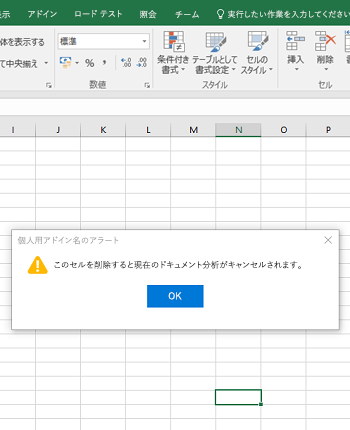 表示 アドイン ロード テスト 照会 チーム 実行したい作業を入力してください
体を表示する 標準
て中央揃え % , .0 .00 .00 .0 条件付き書式 テーブルとして書式設定 セルのスタイル 挿入 削除
数値 スタイル セル
I J K L M N O P
個人用アドイン名のアラート
このセルを削除すると現在のドキュメント分析がキャンセルされます。
OK